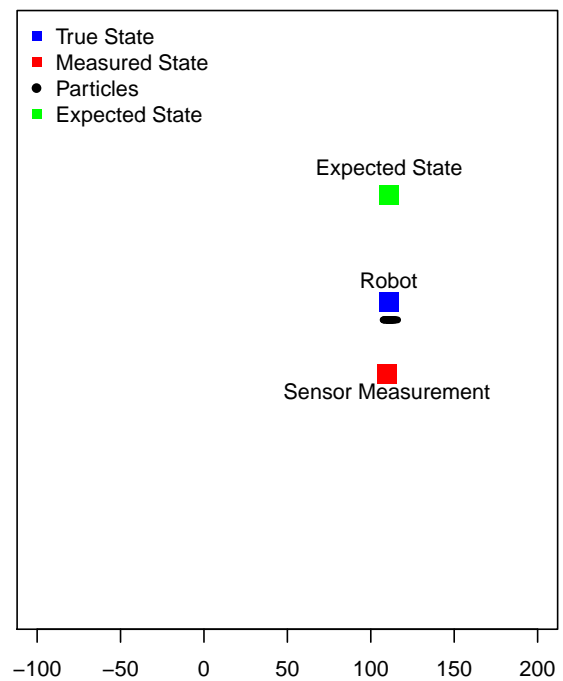 True State
Measured State
Particles
Expected State
Expected State
Robot
Sensor Measurement
−100 −50 0 50 100 150 200